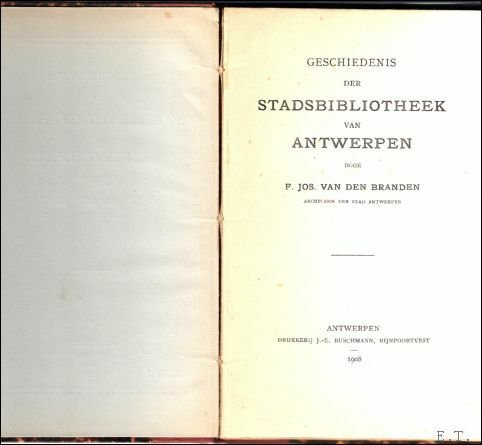 GESCHIEDENIS
DER
STADSBIBLIOTHEEK
VAN
ANTWERPEN
DOOR
F. JOS. VAN DEN BRANDEN
ARCHIVARIS DER STAD ANTWERPEN
ANTWERPEN
DRUKKERIJ J.-E. BUSCHMANN, RIJNPOORTVEST
1908
E.T.